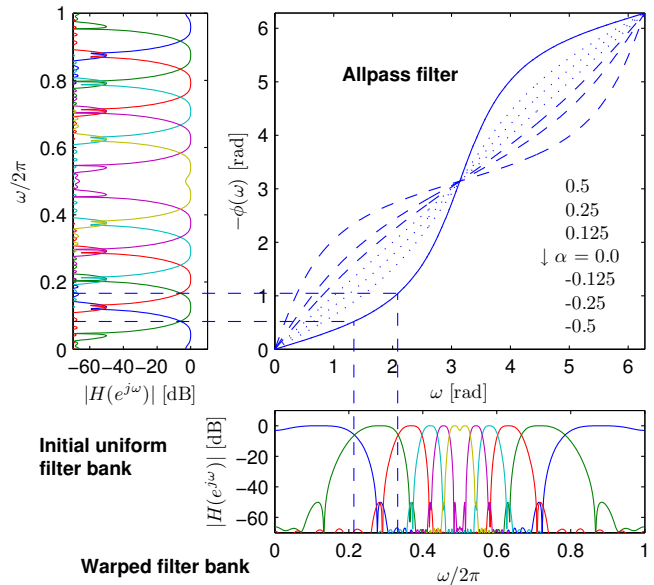 1
0.8
0.6
0.4
0.2
0
ω/2π
−60 −40 −20 0
|H(e^{jω})| [dB]
6
5
4
3
2
1
0
−ϕ(ω) [rad]
Allpass filter
0.5
0.25
0.125
↓ α = 0.0
-0.125
-0.25
-0.5
0 1 2 3 4 5 6
ω [rad]
Initial uniform
filter bank
0
−20
−40
−60
|H(e^{jω})| [dB]
0 0.2 0.4 0.6 0.8 1
ω/2π
Warped filter bank